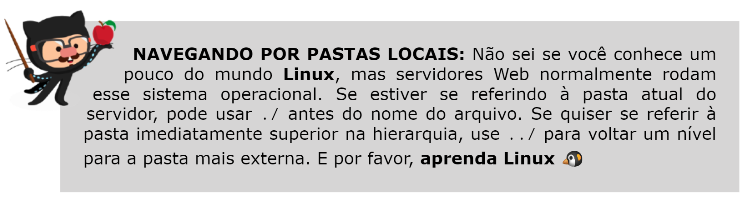 NAVEGANDO POR PASTAS LOCAIS: Não sei se você conhece um
pouco do mundo Linux, mas servidores Web normalmente rodam
esse sistema operacional. Se estiver se referindo à pasta atual do
servidor, pode usar ./ antes do nome do arquivo. Se quiser se referir à
pasta imediatamente superior na hierarquia, use ../ para voltar um nível
para a pasta mais externa. E por favor, aprenda Linux 🐧